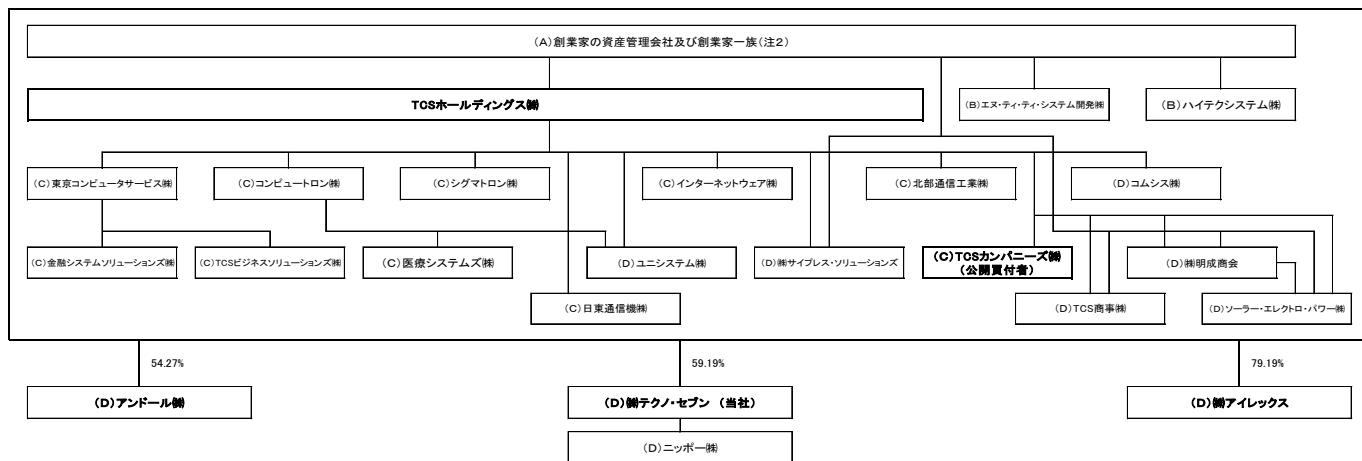 (A)創業家の資産管理会社及び創業家一族(注2)
TCSホールディングス㈱
(B)エヌ・ティ・ティ・システム開発㈱
(B)ハイテクシステム㈱
(C)東京コンピュータサービス㈱
(C)コンピュートロン㈱
(C)シグマトロン㈱
(C)インターネットウェア㈱
(C)北部通信工業㈱
(D)コムシス㈱
(C)金融システムソリューションズ㈱
(C)TCSビジネスソリューションズ㈱
(C)医療システムズ㈱
(D)ユニシステム㈱
(D)㈱サイプレス・ソリューションズ
(C)TCSカンパニーズ㈱
(公開買付者)
(D)㈱明成商会
(C)日東通信機㈱
(D)TCS商事㈱
(D)ソーラー・エレクトロ・パワー㈱
54.27%
59.19%
79.19%
(D)アンドール㈱
(D)㈱テクノ・セブン (当社)
(D)㈱アイレックス
(D)ニッポー㈱